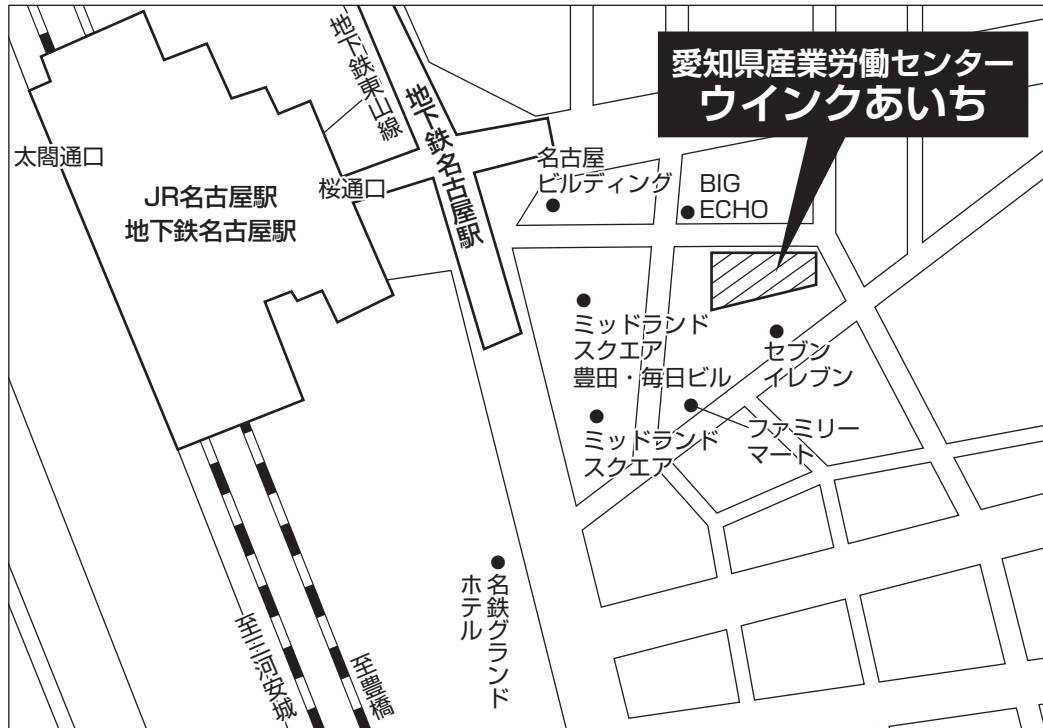 愛知県産業労働センター
ウインクあいち
地下鉄東山線
地下鉄名古屋駅
太閤通口
JR名古屋駅
地下鉄名古屋駅
桜通口
名古屋
ビルディング
BIG
ECHO
ミッドランド
スクエア
豊田・毎日ビル
セブン
イレブン
ミッドランド
スクエア
ファミリー
マート
名鉄グランド
ホテル
至三河安城
至豊橋